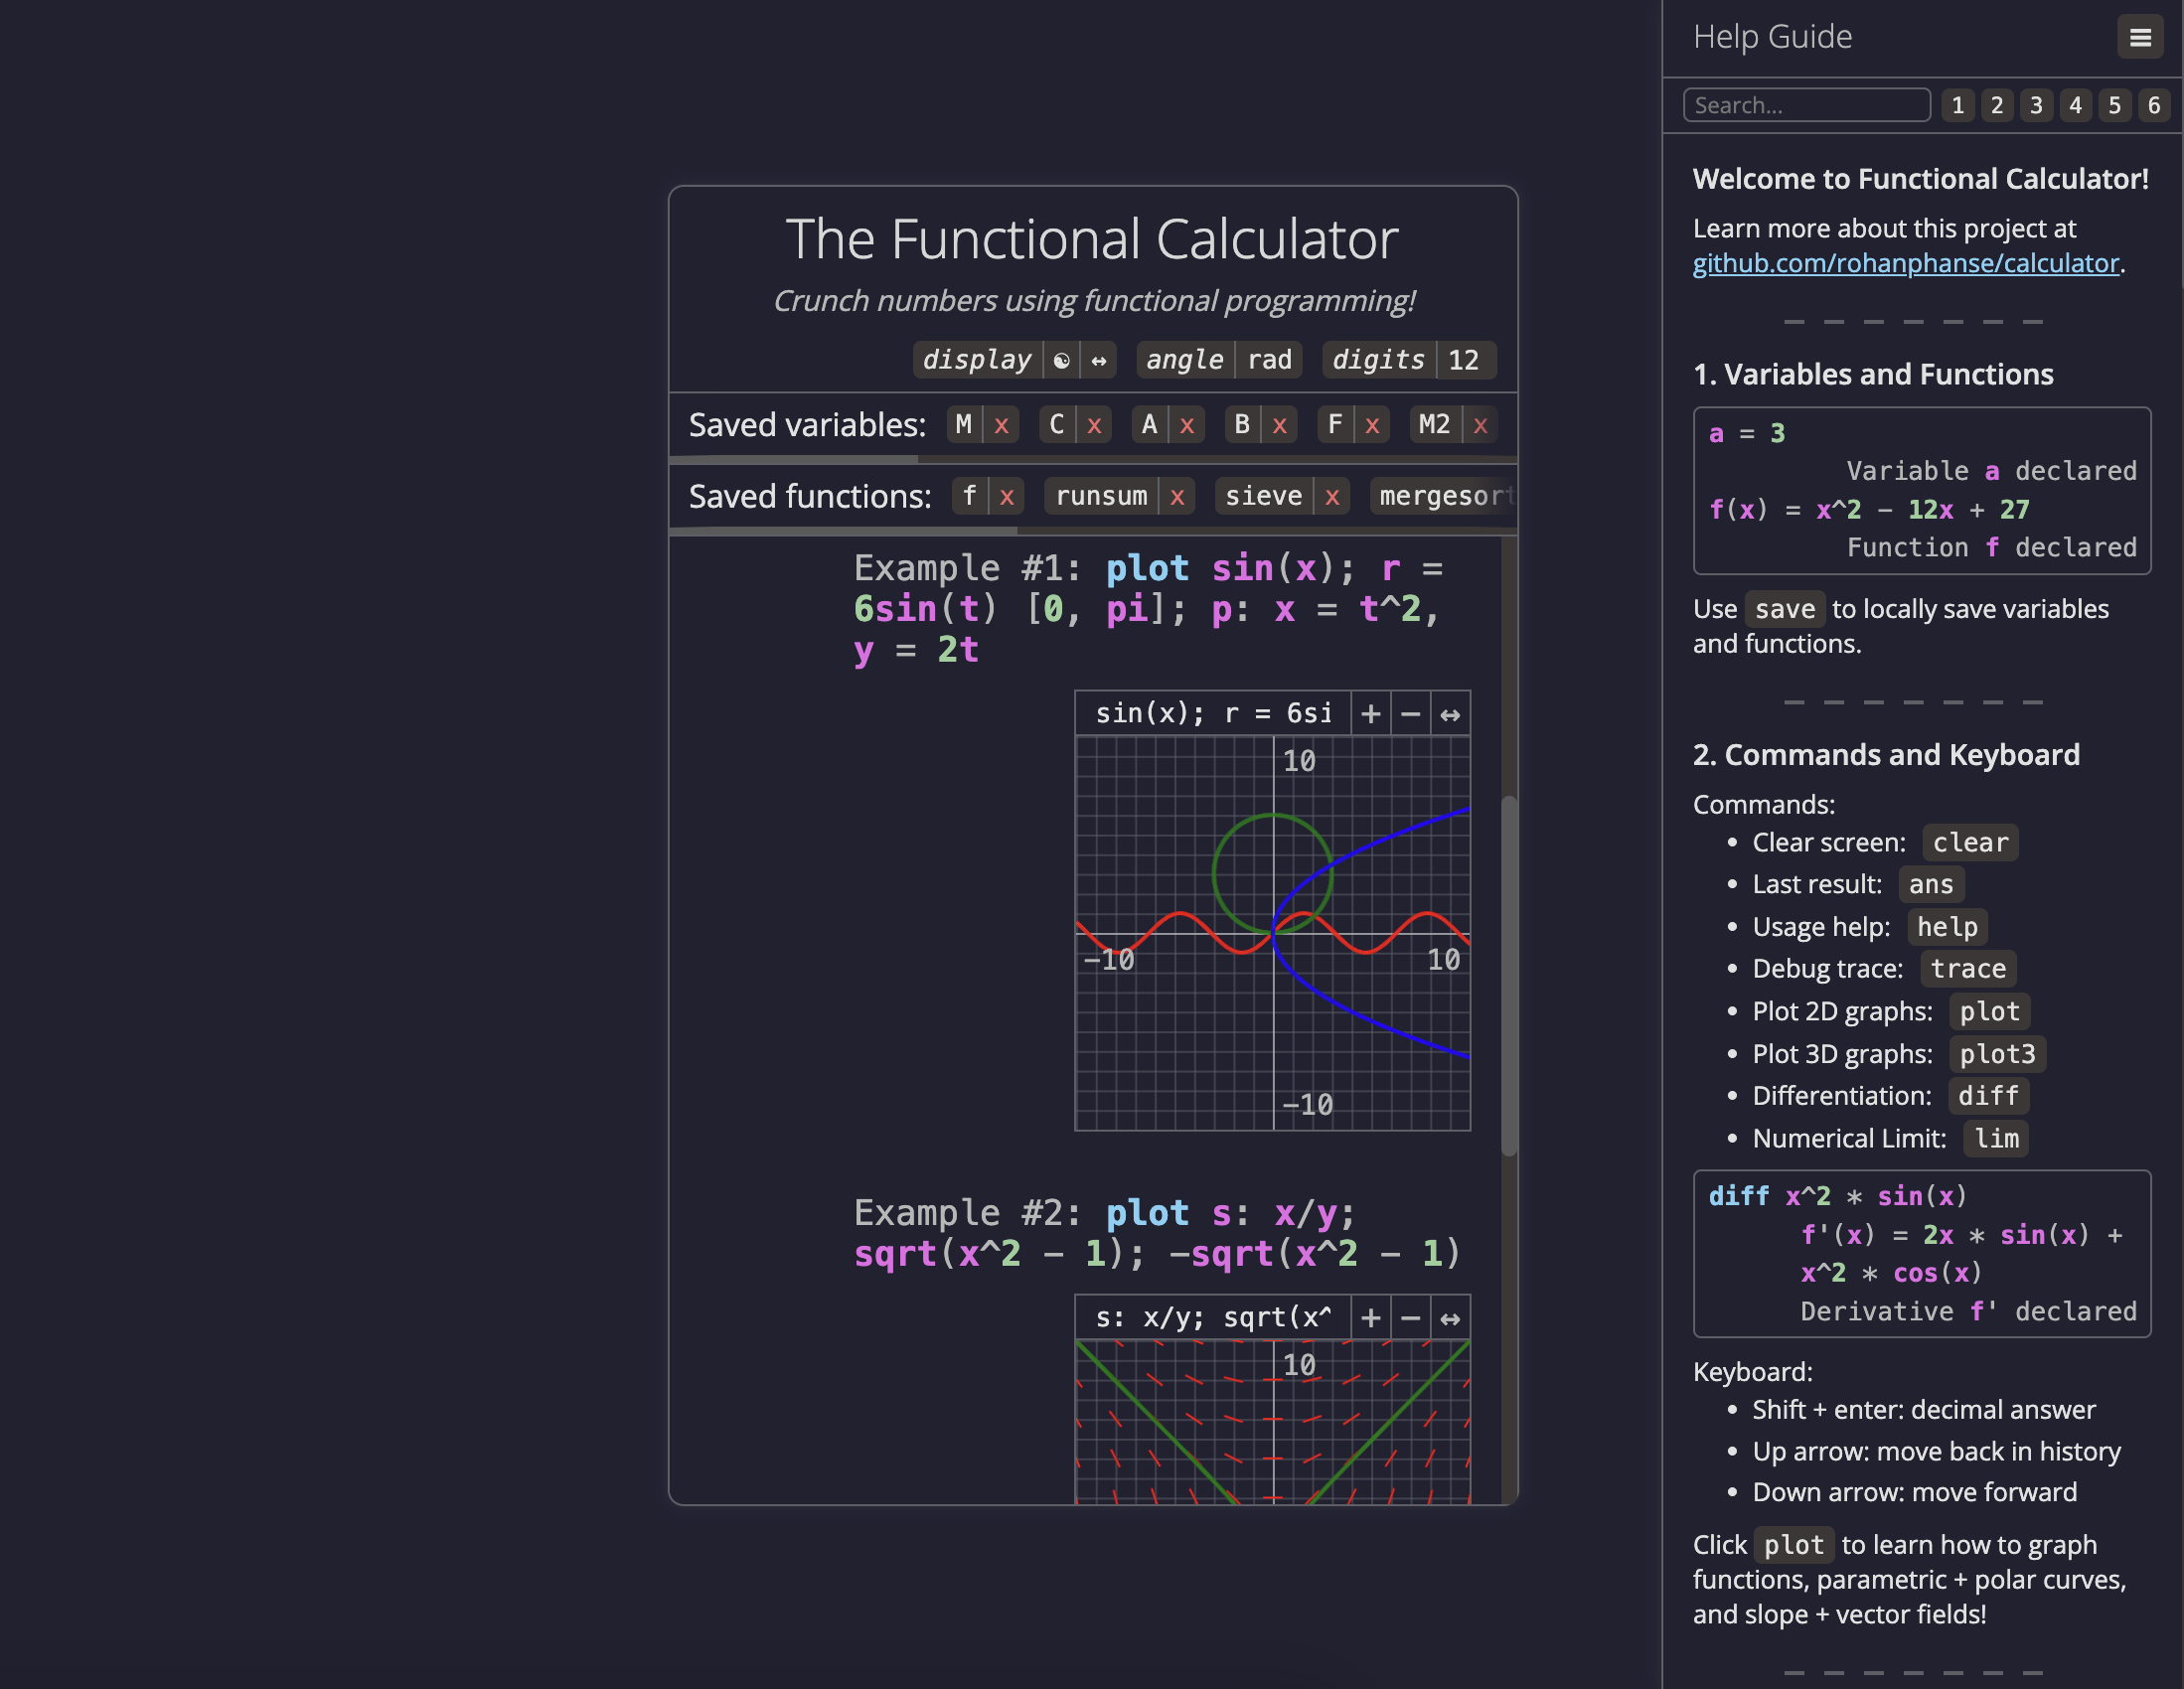 The Functional Calculator
Crunch numbers using functional programming!
display ☯ ↔ angle rad digits 12
Saved variables: M x C x A x B x F x M2 x
Saved functions: f x runsum x sieve x mergesort
Example #1: plot sin(x); r =
6sin(t) [0, pi]; p: x = t^2,
y = 2t
sin(x); r = 6si + − ↔
10
−10 10
−10
Example #2: plot s: x/y;
sqrt(x^2 − 1); −sqrt(x^2 − 1)
s: x/y; sqrt(x^ + − ↔
10
Help Guide ≡
Search... 1 2 3 4 5 6
Welcome to Functional Calculator!
Learn more about this project at
github.com/rohanphanse/calculator.
1. Variables and Functions
a = 3
Variable a declared
f(x) = x^2 − 12x + 27
Function f declared
Use save to locally save variables
and functions.
2. Commands and Keyboard
Commands:
• Clear screen: clear
• Last result: ans
• Usage help: help
• Debug trace: trace
• Plot 2D graphs: plot
• Plot 3D graphs: plot3
• Differentiation: diff
• Numerical Limit: lim
diff x^2 * sin(x)
f'(x) = 2x * sin(x) +
x^2 * cos(x)
Derivative f' declared
Keyboard:
• Shift + enter: decimal answer
• Up arrow: move back in history
• Down arrow: move forward
Click plot to learn how to graph
functions, parametric + polar curves,
and slope + vector fields!